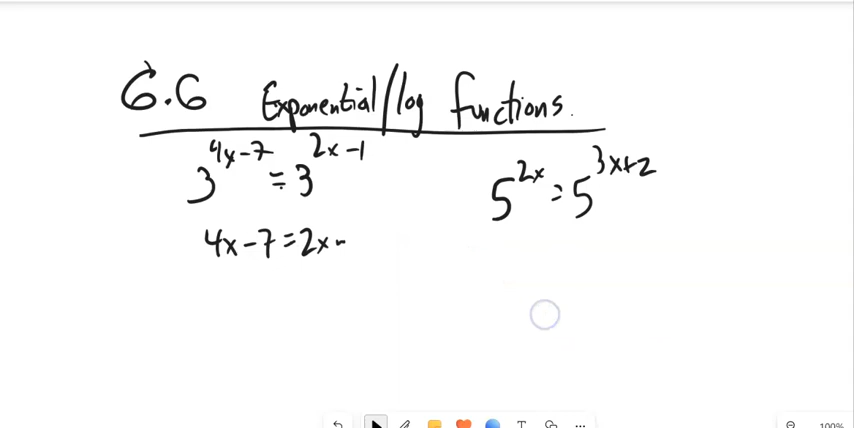 6.6 Exponential/log functions.
3^{4x-7} = 3^{2x-1}
5^{2x} = 5^{3x+2}
4x-7=2x-
T ...
100%